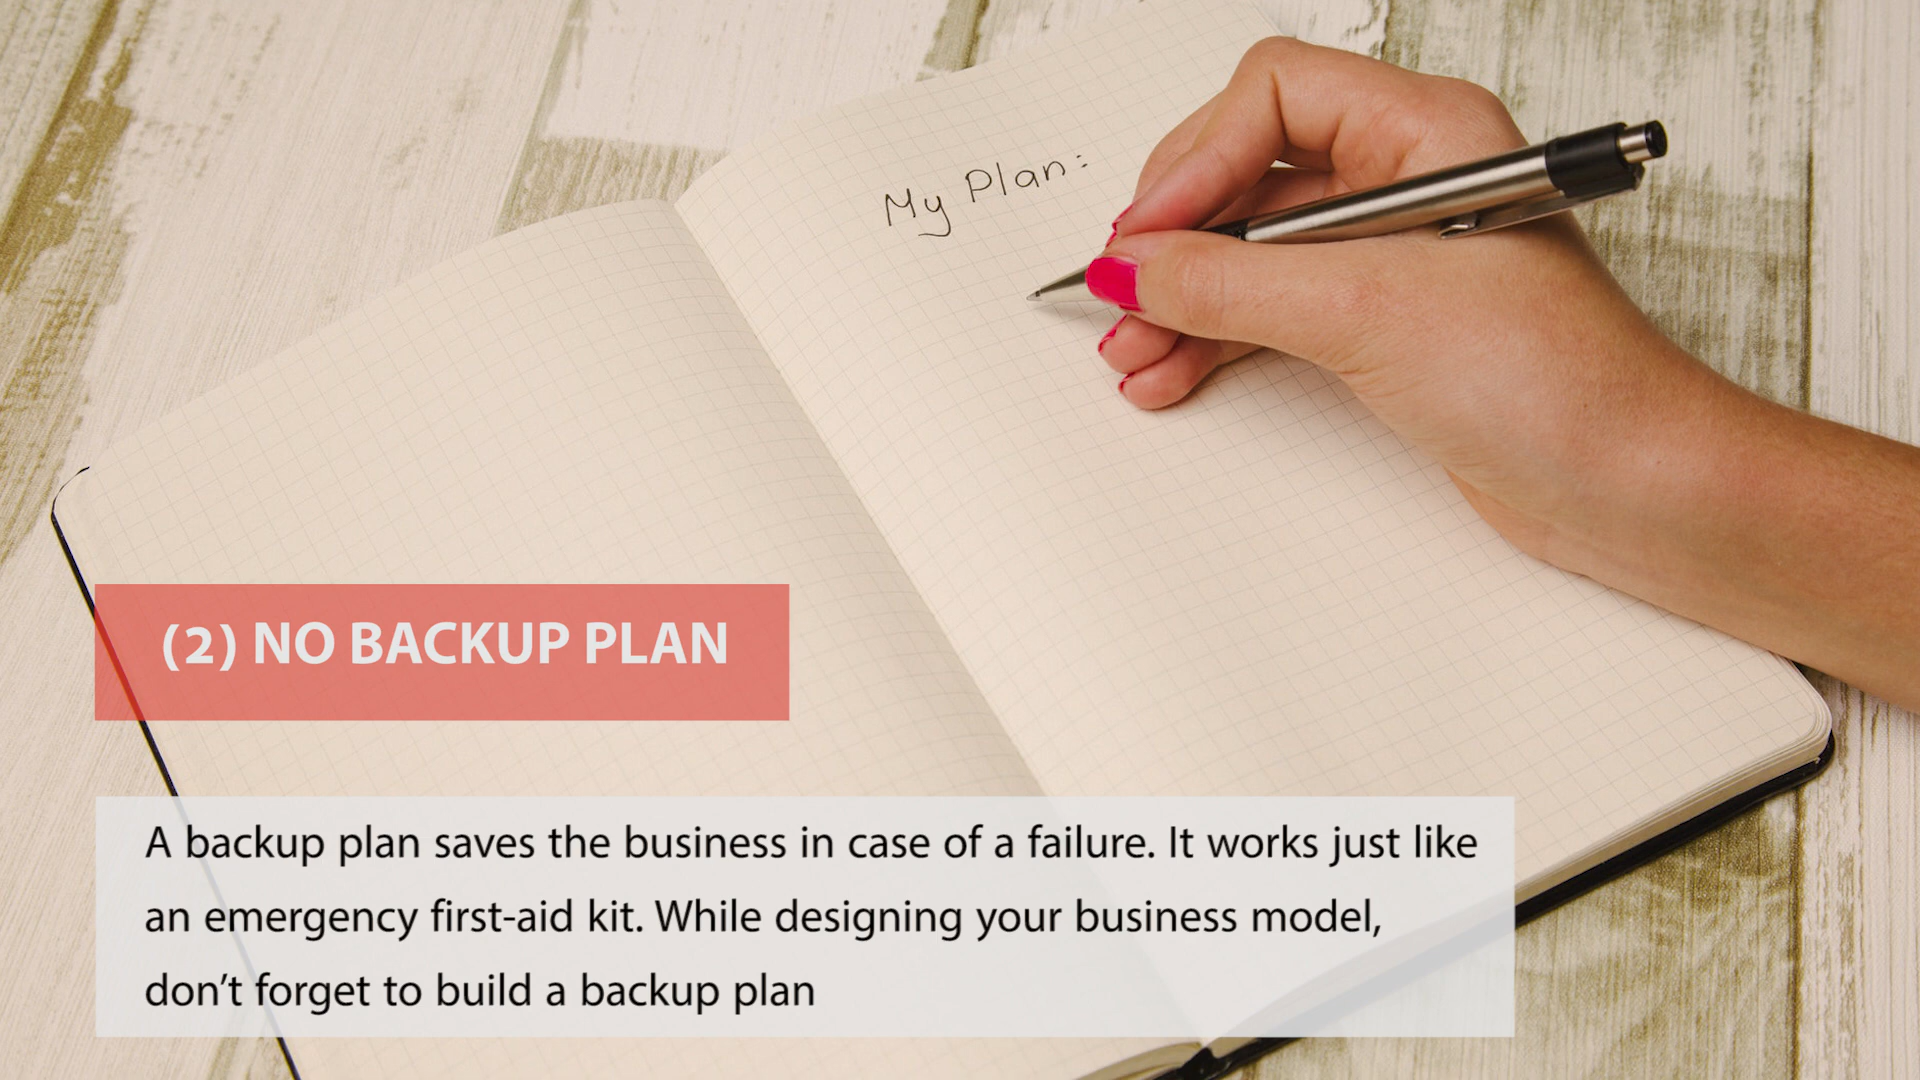 My Plan:
(2) NO BACKUP PLAN
A backup plan saves the business in case of a failure. It works just like
an emergency first-aid kit. While designing your business model,
don’t forget to build a backup plan